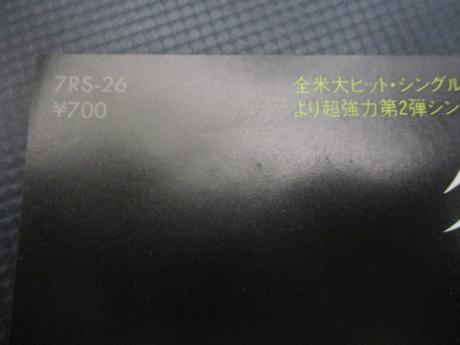 7RS-26
¥700
全米大ヒット・シングル
より超強力第2弾シン